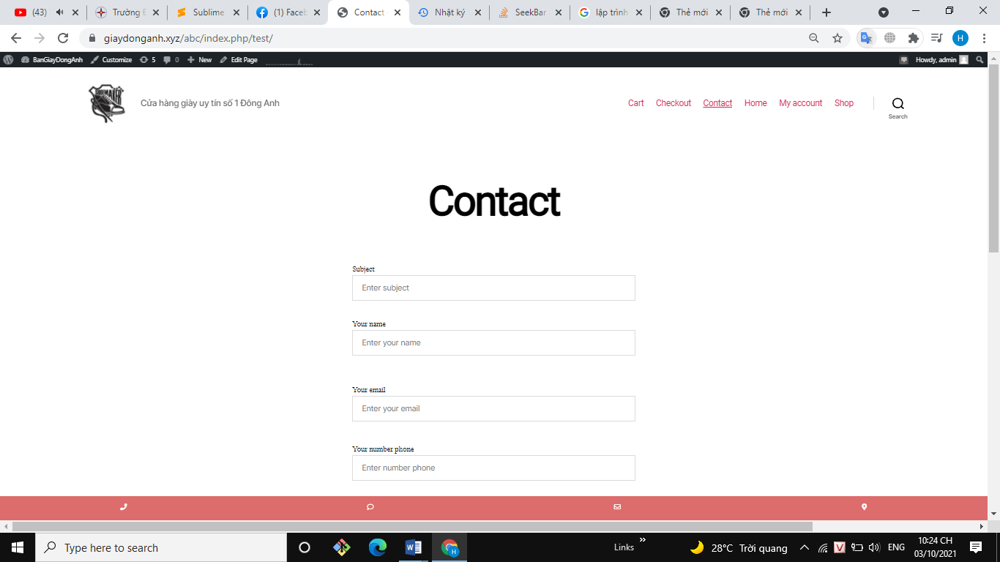 (43) Trường Đ Sublime (1) Faceb Contact Nhật ký SeekBar lập trình Thẻ mới Thẻ mới
giaydonganh.xyz/abc/index.php/test/ H
BanGiayDongAnh Customize 5 0 New Edit Page Howdy, admin
Cửa hàng giày uy tín số 1 Đông Anh Cart Checkout Contact Home My account Shop
Search
Contact
Subject
Enter subject
Your name
Enter your name
Your email
Enter your email
Your number phone
Enter number phone
Type here to search Links 28°C Trời quang ENG
10:24 CH
03/10/2021